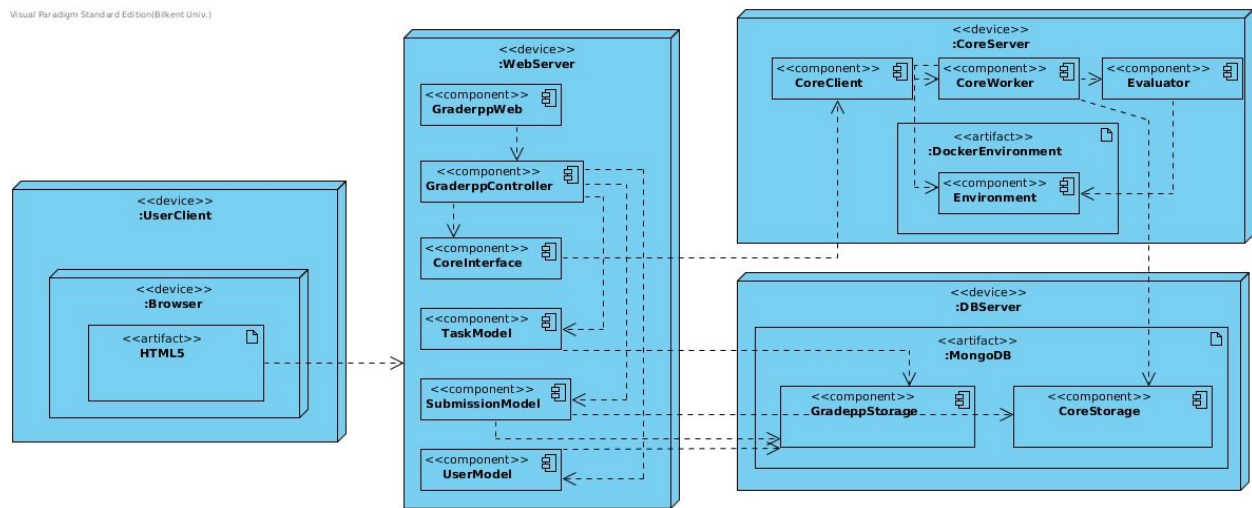 Visual Paradigm Standard Edition(Bilkent Univ.)
<<device>>
:UserClient
<<device>>
:Browser
<<artifact>>
HTML5
<<device>>
:WebServer
<<component>>
GraderppWeb
<<component>>
GraderppController
<<component>>
CoreInterface
<<component>>
TaskModel
<<component>>
SubmissionModel
<<component>>
UserModel
<<device>>
:CoreServer
<<component>>
CoreClient
<<component>>
CoreWorker
<<component>>
Evaluator
<<artifact>>
:DockerEnvironment
<<component>>
Environment
<<device>>
:DBServer
<<artifact>>
:MongoDB
<<component>>
GradeppStorage
<<component>>
CoreStorage